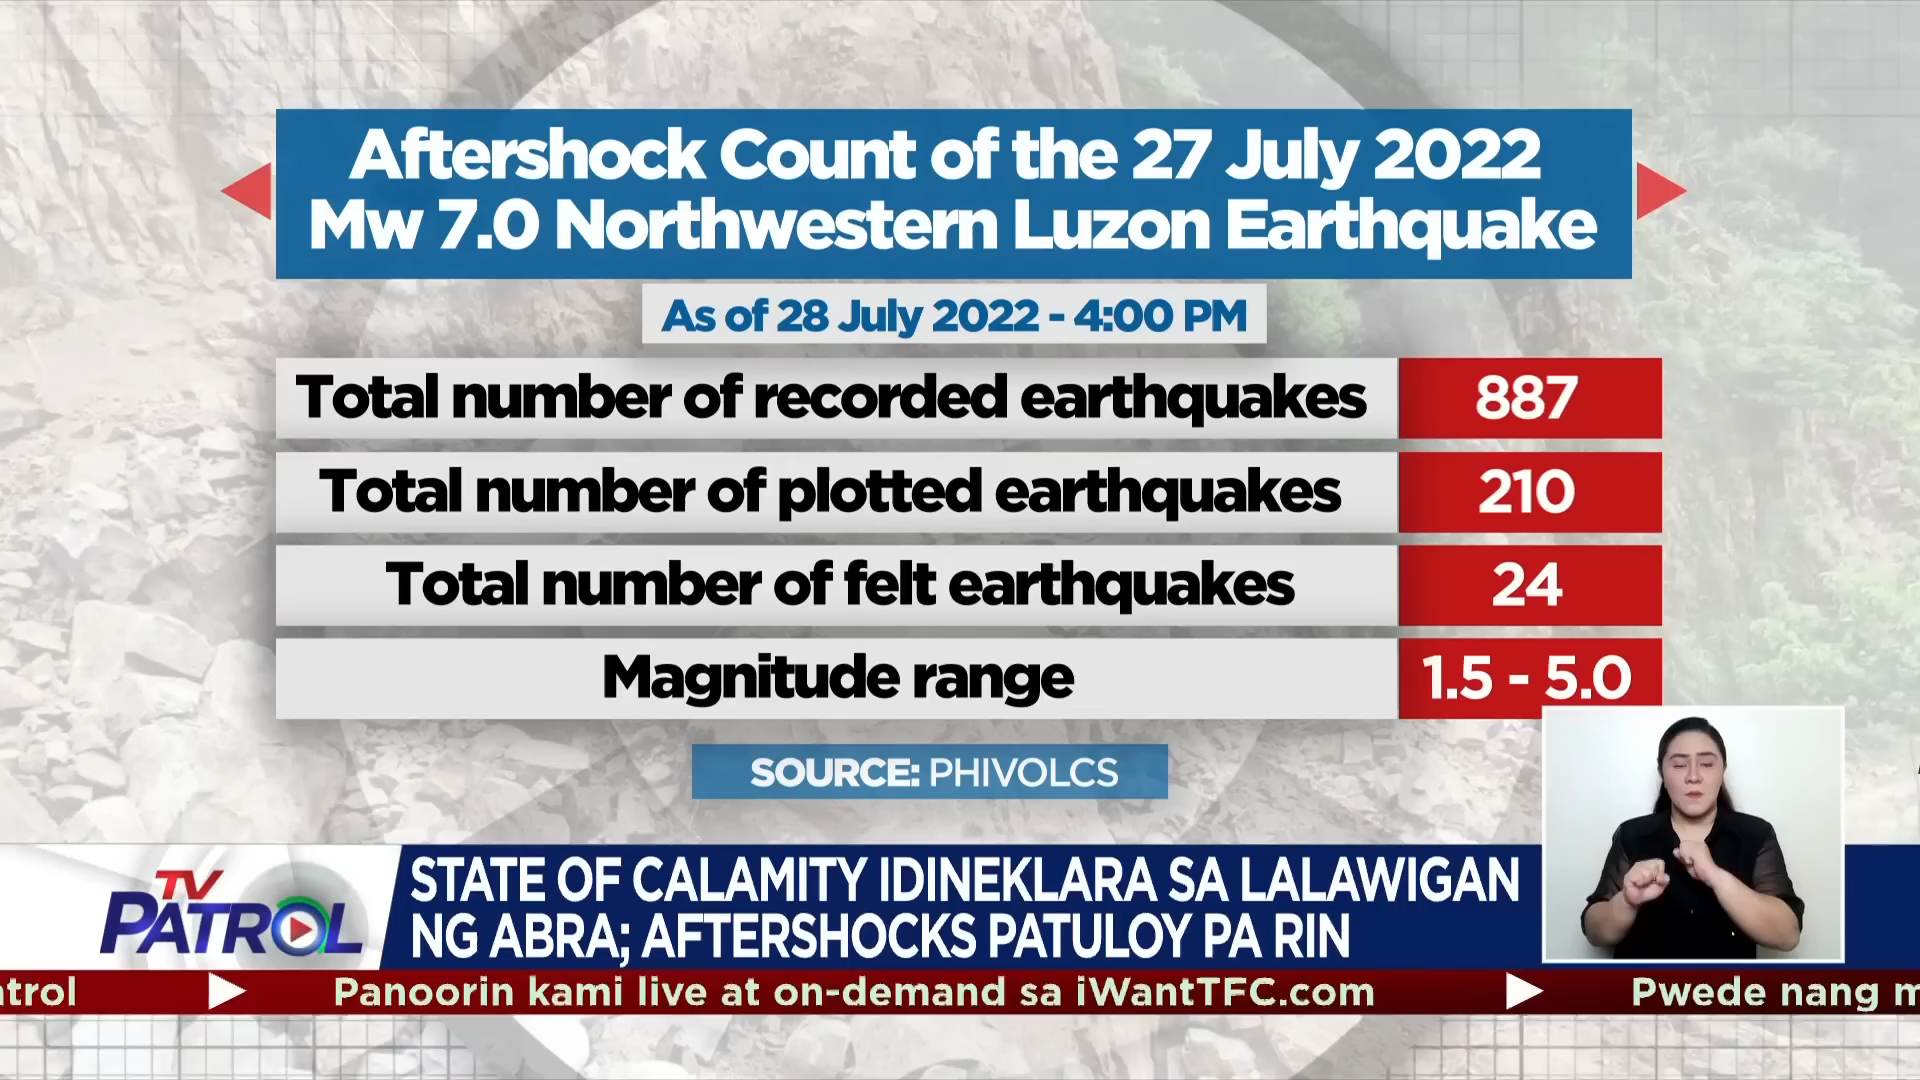 Aftershock Count of the 27 July 2022
Mw 7.0 Northwestern Luzon Earthquake
As of 28 July 2022 - 4:00 PM
Total number of recorded earthquakes 887
Total number of plotted earthquakes 210
Total number of felt earthquakes 24
Magnitude range 1.5 - 5.0
SOURCE: PHIVOLCS
TV PATROL
STATE OF CALAMITY IDINEKLARA SA LALAWIGAN
NG ABRA; AFTERSHOCKS PATULOY PA RIN
trol Panoorin kami live at on-demand sa iWantTFC.com Pwede nang m